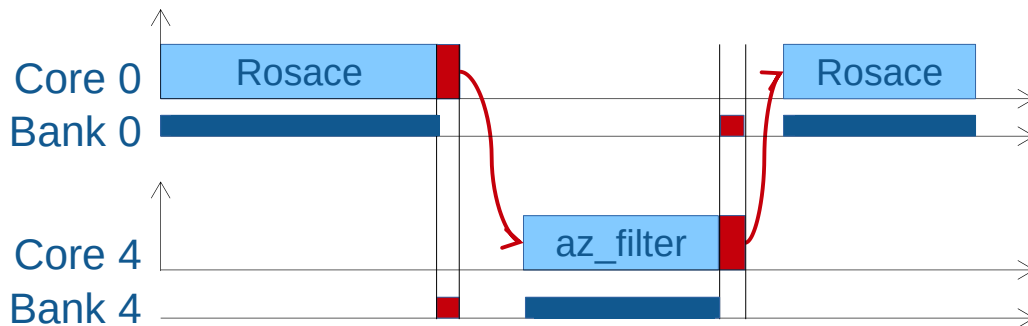 Core 0
Rosace
Rosace
Bank 0
Core 4
az_filter
Bank 4